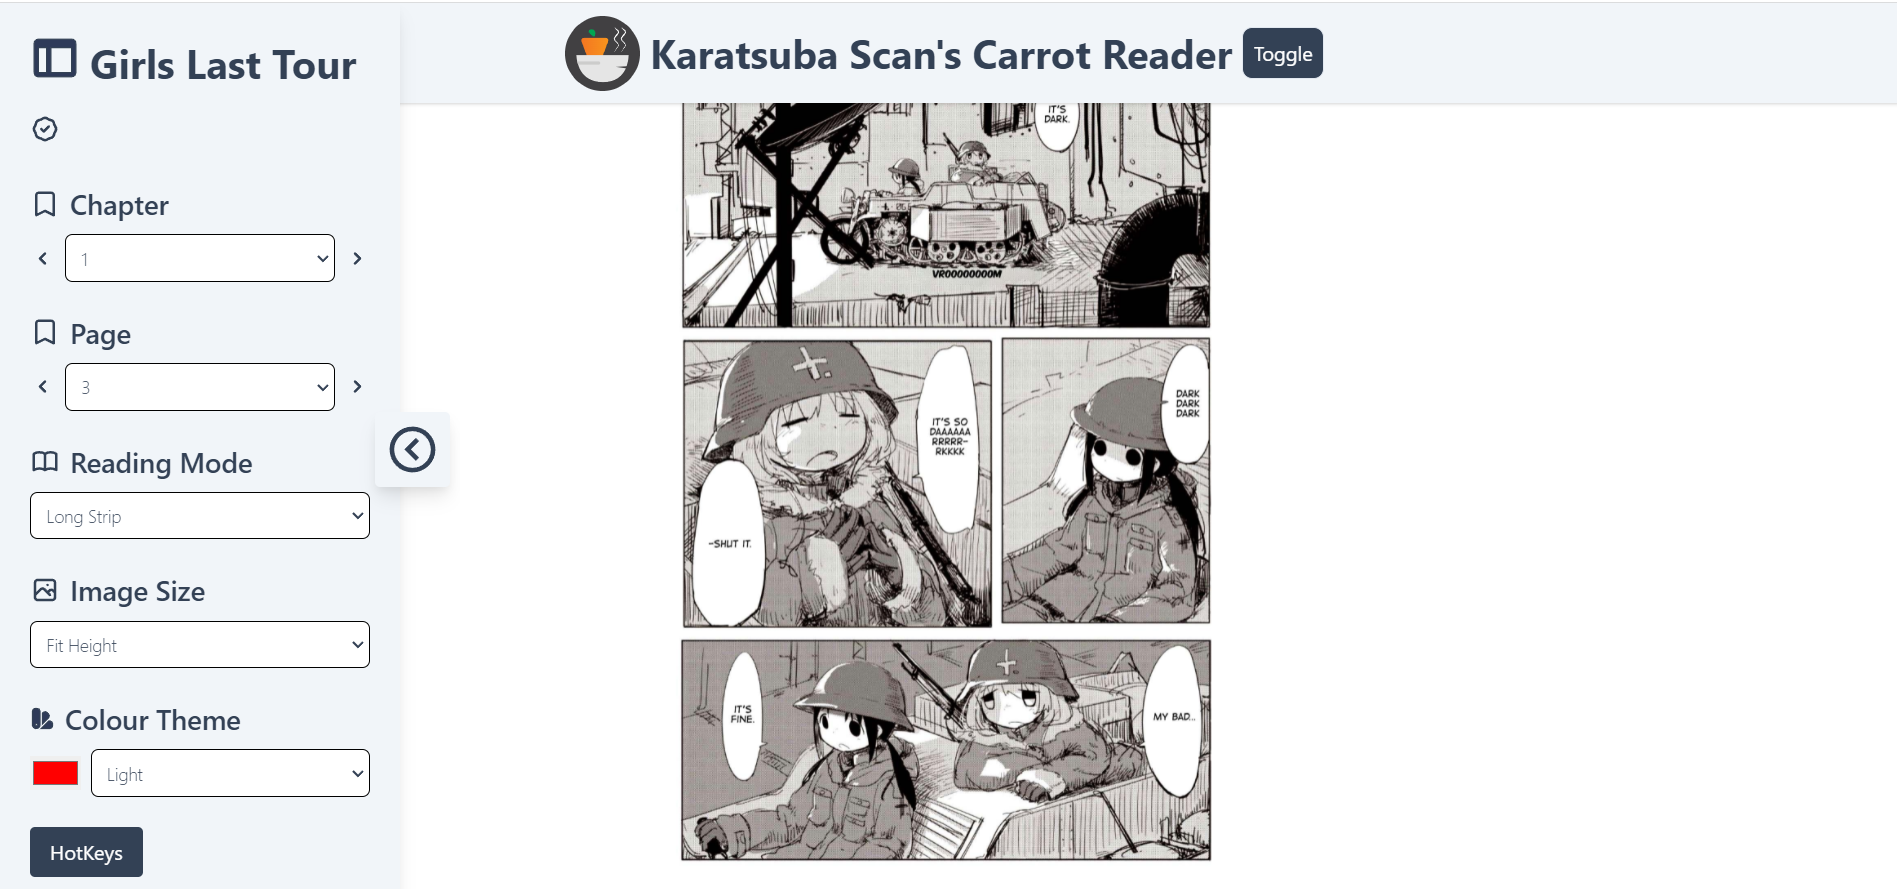 Girls Last Tour
Chapter
1
Page
3
Reading Mode
Long Strip
Image Size
Fit Height
Colour Theme
Light
HotKeys
Karatsuba Scan's Carrot Reader
Toggle
IT'S
DARK.
VROOOOOOOOM
DARK
DARK
DARK
IT'S SO
DAAAAAA
RRRRR-
RKKKK
-SHUT IT.
MY BAD...
IT'S
FINE.